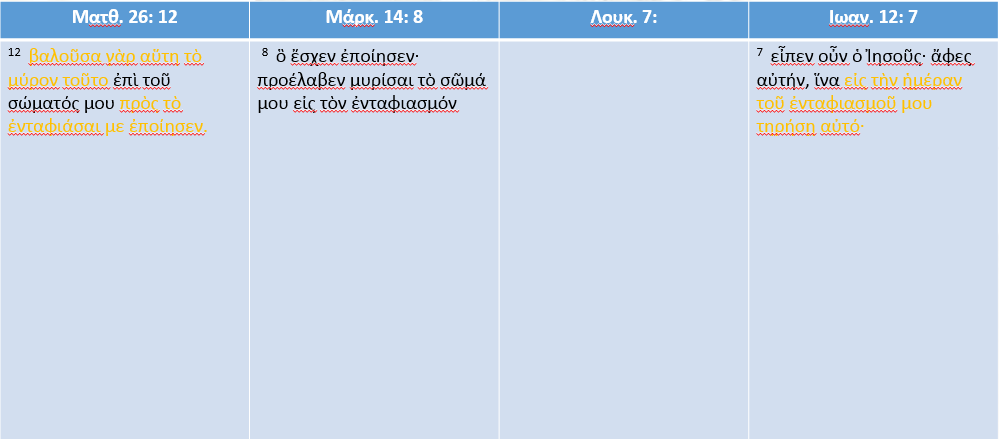 Ματθ. 26: 12
Μάρκ. 14: 8
Λουκ. 7:
Ιωαν. 12: 7
12 βαλοῦσα γὰρ αὕτη τὸ
μύρον τοῦτο ἐπὶ τοῦ
σώματός μου πρὸς τὸ
ἐνταφιάσαι με ἐποίησεν.
8 ὃ ἔσχεν ἐποίησεν·
προέλαβεν μυρίσαι τὸ σῶμά
μου εἰς τὸν ἐνταφιασμόν
7 εἶπεν οὖν ὁ Ἰησοῦς· ἄφες
αὐτήν, ἵνα εἰς τὴν ἡμέραν
τοῦ ἐνταφιασμοῦ μου
τηρήσῃ αὐτό·